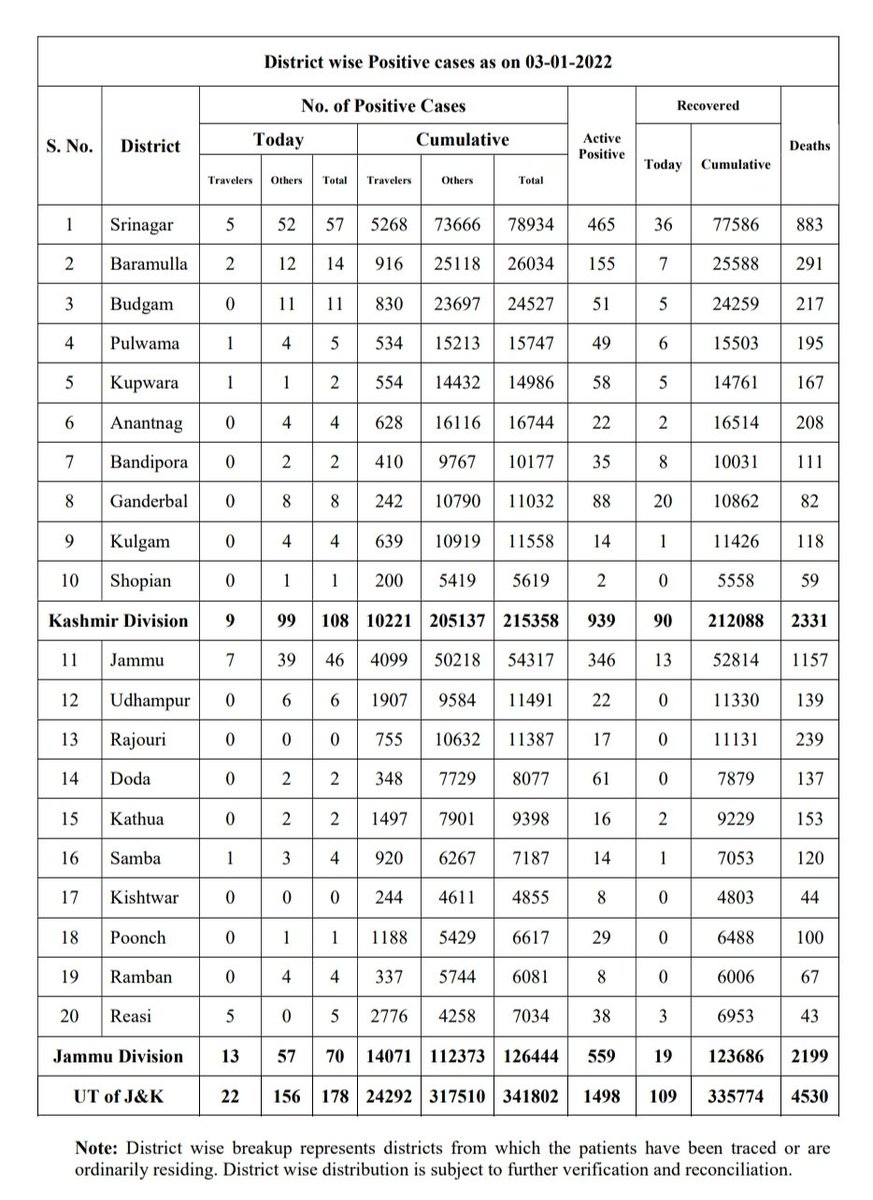 District wise Positive cases as on 03-01-2022
S. No. District No. of Positive Cases Active Positive Recovered Deaths
Today Cumulative Today Cumulative
Travelers Others Total Travelers Others Total
1 Srinagar 5 52 57 5268 73666 78934 465 36 77586 883
2 Baramulla 2 12 14 916 25118 26034 155 7 25588 291
3 Budgam 0 11 11 830 23697 24527 51 5 24259 217
4 Pulwama 1 4 5 534 15213 15747 49 6 15503 195
5 Kupwara 1 1 2 554 14432 14986 58 5 14761 167
6 Anantnag 0 4 4 628 16116 16744 22 2 16514 208
7 Bandipora 0 2 2 410 9767 10177 35 8 10031 111
8 Ganderbal 0 8 8 242 10790 11032 88 20 10862 82
9 Kulgam 0 4 4 639 10919 11558 14 1 11426 118
10 Shopian 0 1 1 200 5419 5619 2 0 5558 59
Kashmir Division 9 99 108 10221 205137 215358 939 90 212088 2331
11 Jammu 7 39 46 4099 50218 54317 346 13 52814 1157
12 Udhampur 0 6 6 1907 9584 11491 22 0 11330 139
13 Rajouri 0 0 0 755 10632 11387 17 0 11131 239
14 Doda 0 2 2 348 7729 8077 61 0 7879 137
15 Kathua 0 2 2 1497 7901 9398 16 2 9229 153
16 Samba 1 3 4 920 6267 7187 14 1 7053 120
17 Kishtwar 0 0 0 244 4611 4855 8 0 4803 44
18 Poonch 0 1 1 1188 5429 6617 29 0 6488 100
19 Ramban 0 4 4 337 5744 6081 8 0 6006 67
20 Reasi 5 0 5 2776 4258 7034 38 3 6953 43
Jammu Division 13 57 70 14071 112373 126444 559 19 123686 2199
UT of J&K 22 156 178 24292 317510 341802 1498 109 335774 4530
Note: District wise breakup represents districts from which the patients have been traced or are
ordinarily residing. District wise distribution is subject to further verification and reconciliation.